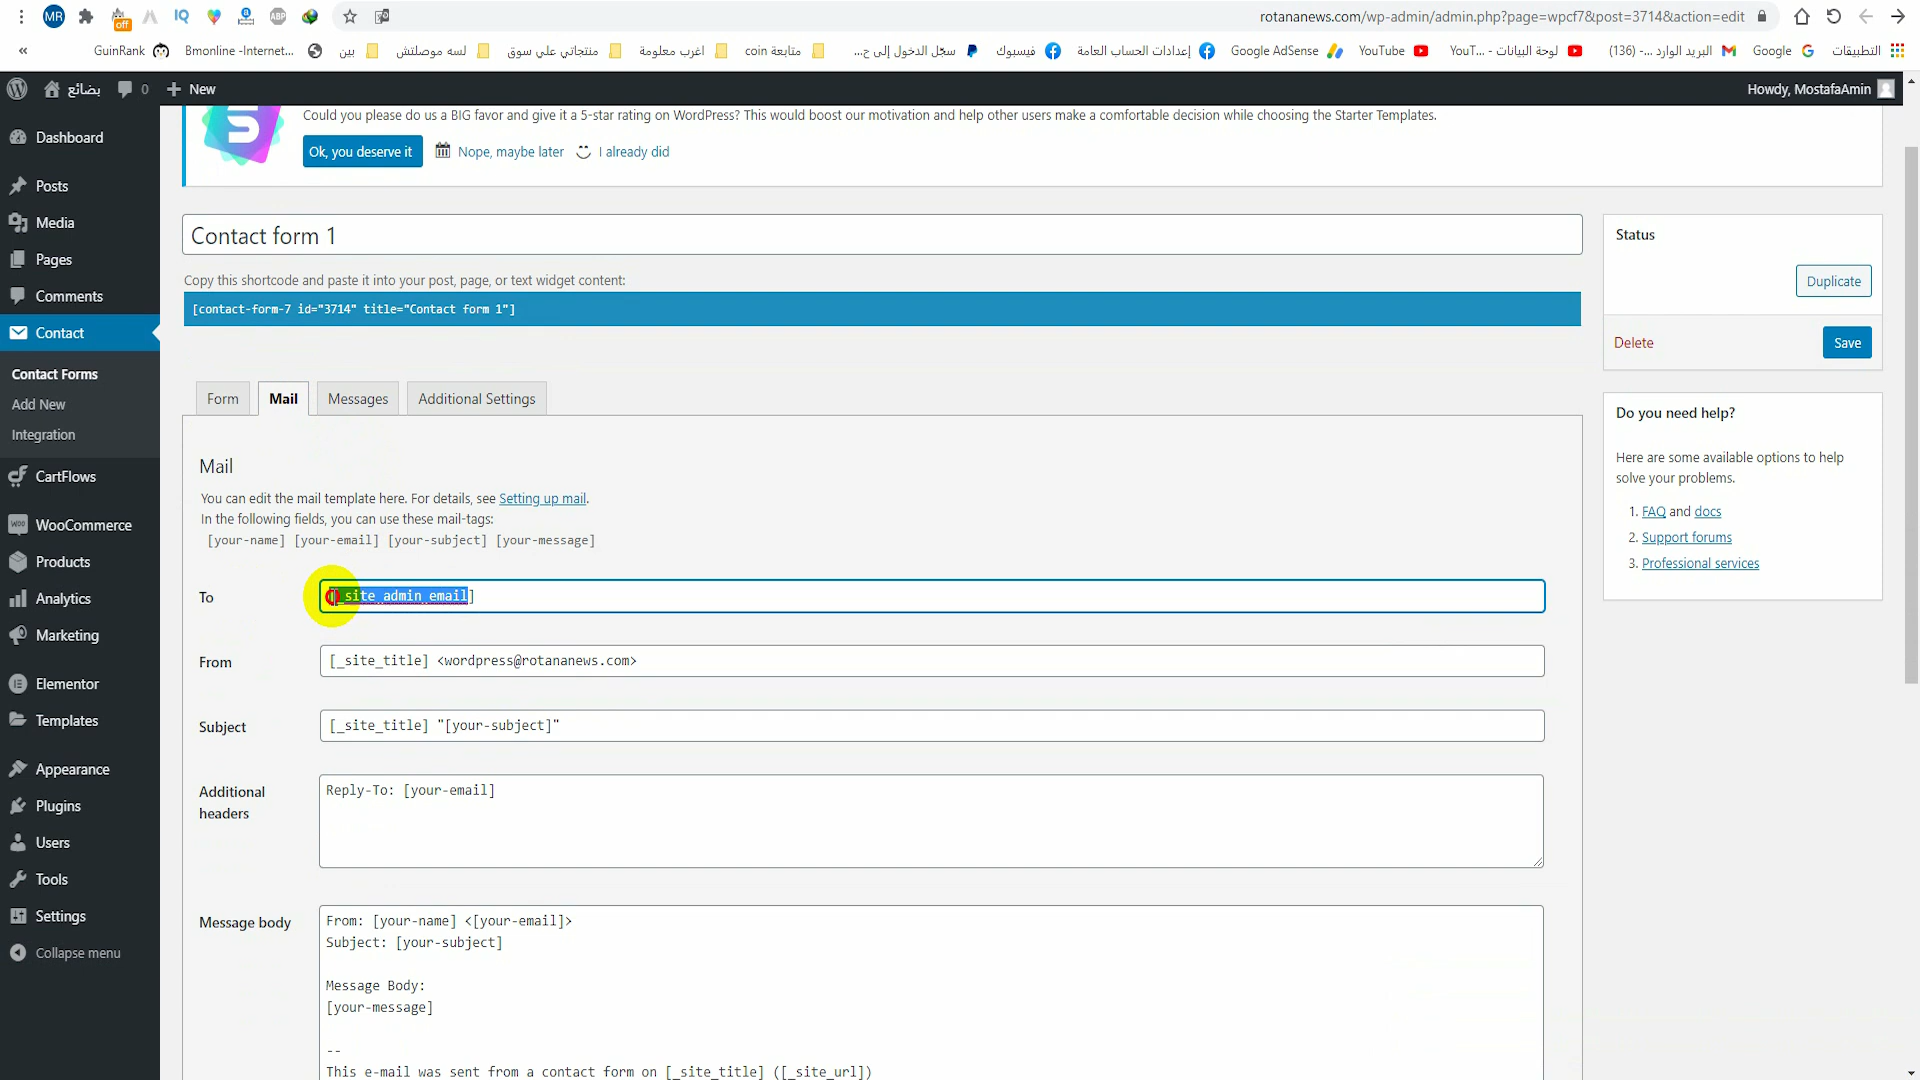 rotananews.com/wp-admin/admin.php?page=wpcf7&post=3714&action=edit
MR
off
IQ
ABP
«
GuinRank
Bmonline -Internet...
بين
لسه موصلتش
منتجاتي علي سوق
اغرب معلومة
متابعة coin
سجّل الدخول إلى ح...
فيسبوك
إعدادات الحساب العامة
Google AdSense
YouTube
لوحة البيانات - YouT...
البريد الوارد -... (136)
Google
التطبيقات
بضائع
0
+ New
Howdy, MostafaAmin
Dashboard
Posts
Media
Pages
Comments
Contact
Contact Forms
Add New
Integration
CartFlows
WooCommerce
Products
Analytics
Marketing
Elementor
Templates
Appearance
Plugins
Users
Tools
Settings
Collapse menu
Could you please do us a BIG favor and give it a 5-star rating on WordPress? This would boost our motivation and help other users make a comfortable decision while choosing the Starter Templates.
Ok, you deserve it
Nope, maybe later
I already did
Contact form 1
Copy this shortcode and paste it into your post, page, or text widget content:
[contact-form-7 id="3714" title="Contact form 1"]
Form
Mail
Messages
Additional Settings
Mail
You can edit the mail template here. For details, see Setting up mail.
In the following fields, you can use these mail-tags:
[your-name] [your-email] [your-subject] [your-message]
To
[_site_admin_email]
From
[_site_title] <wordpress@rotananews.com>
Subject
[_site_title] "[your-subject]"
Additional headers
Reply-To: [your-email]
Message body
From: [your-name] <[your-email]>
Subject: [your-subject]
Message Body:
[your-message]
--
This e-mail was sent from a contact form on [_site_title] ([_site_url])
Status
Duplicate
Delete
Save
Do you need help?
Here are some available options to help
solve your problems.
1. FAQ and docs
2. Support forums
3. Professional services